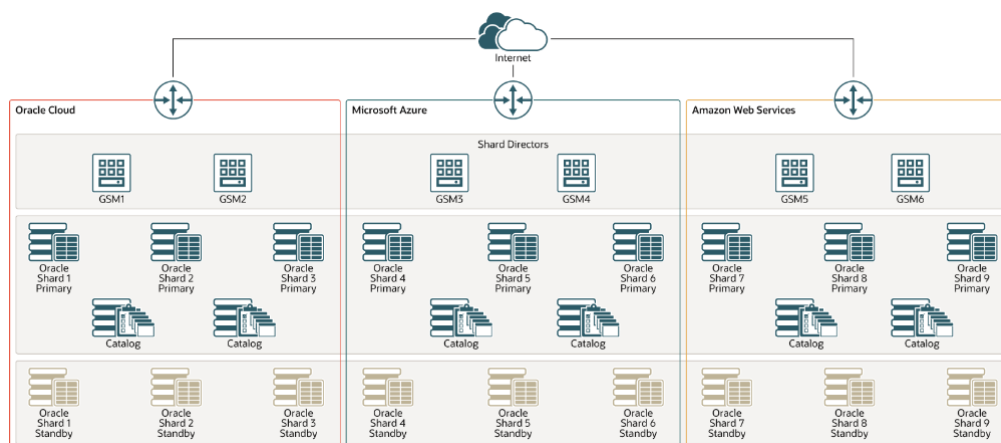 Internet
Oracle Cloud
Microsoft Azure
Amazon Web Services
Shard Directors
GSM1
GSM2
GSM3
GSM4
GSM5
GSM6
Oracle
Shard 1
Primary
Oracle
Shard 2
Primary
Oracle
Shard 3
Primary
Oracle
Shard 4
Primary
Oracle
Shard 5
Primary
Oracle
Shard 6
Primary
Oracle
Shard 7
Primary
Oracle
Shard 8
Primary
Oracle
Shard 9
Primary
Catalog
Catalog
Catalog
Catalog
Catalog
Catalog
Oracle
Shard 1
Standby
Oracle
Shard 2
Standby
Oracle
Shard 3
Standby
Oracle
Shard 4
Standby
Oracle
Shard 5
Standby
Oracle
Shard 6
Standby
Oracle
Shard 7
Standby
Oracle
Shard 8
Standby
Oracle
Shard 9
Standby